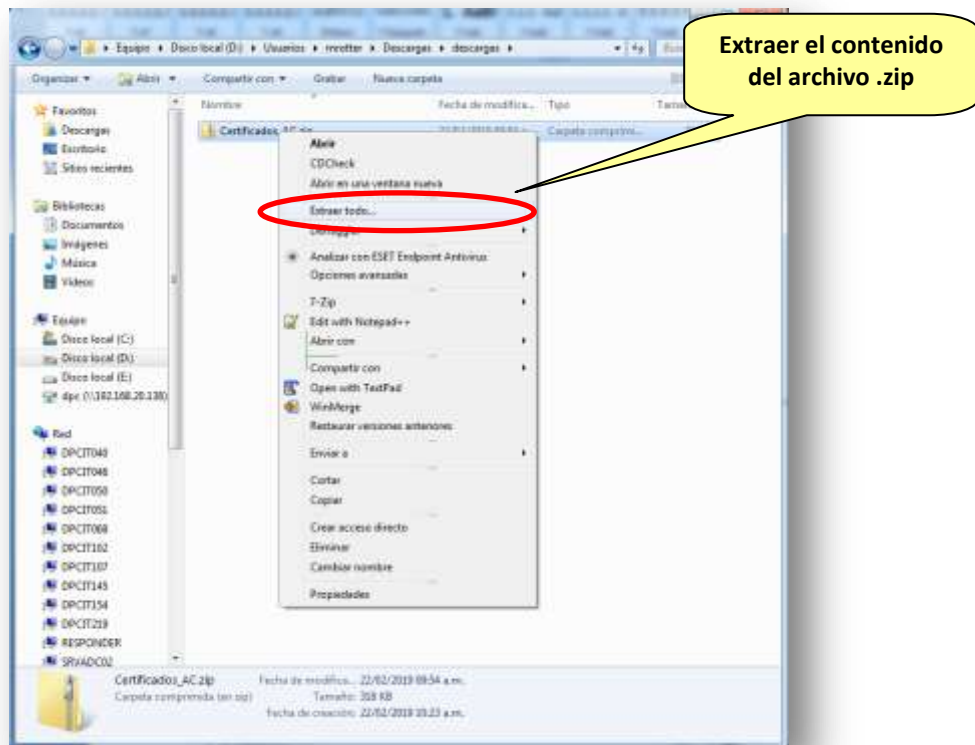 Extraer el contenido
del archivo .zip
Equipo ▸ Disco local (D:) ▸ Usuarios ▸ mrotter ▸ Descargas ▸ descargas ▸
Organizar Abrir Compartir con Grabar Nueva carpeta
Nombre Fecha de modifica... Tipo
Favoritos
Descargas
Escritorio
Sitios recientes
Bibliotecas
Documentos
Imágenes
Música
Vídeos
Equipo
Disco local (C:)
Disco local (D:)
Disco local (E:)
dpc (\\192.168.20.138)
Red
DPCIT040
DPCIT046
DPCIT050
DPCIT051
DPCIT068
DPCIT102
DPCIT107
DPCIT145
DPCIT154
DPCIT219
RESPONDER
SRVADC02
Certificados_AC.zip Carpeta comprimi...
Abrir
CDCheck
Abrir en una ventana nueva
Extraer todo...
Analizar con ESET Endpoint Antivirus
Opciones avanzadas
7-Zip
Edit with Notepad++
Abrir con
Compartir con
Open with TextPad
WinMerge
Restaurar versiones anteriores
Enviar a
Cortar
Copiar
Crear acceso directo
Eliminar
Cambiar nombre
Propiedades
Certificados_AC.zip Fecha de modifica... 22/02/2019 09:54 a.m.
Carpeta comprimida (en zip) Tamaño: 318 KB
Fecha de creación: 22/02/2019 10:23 a.m.